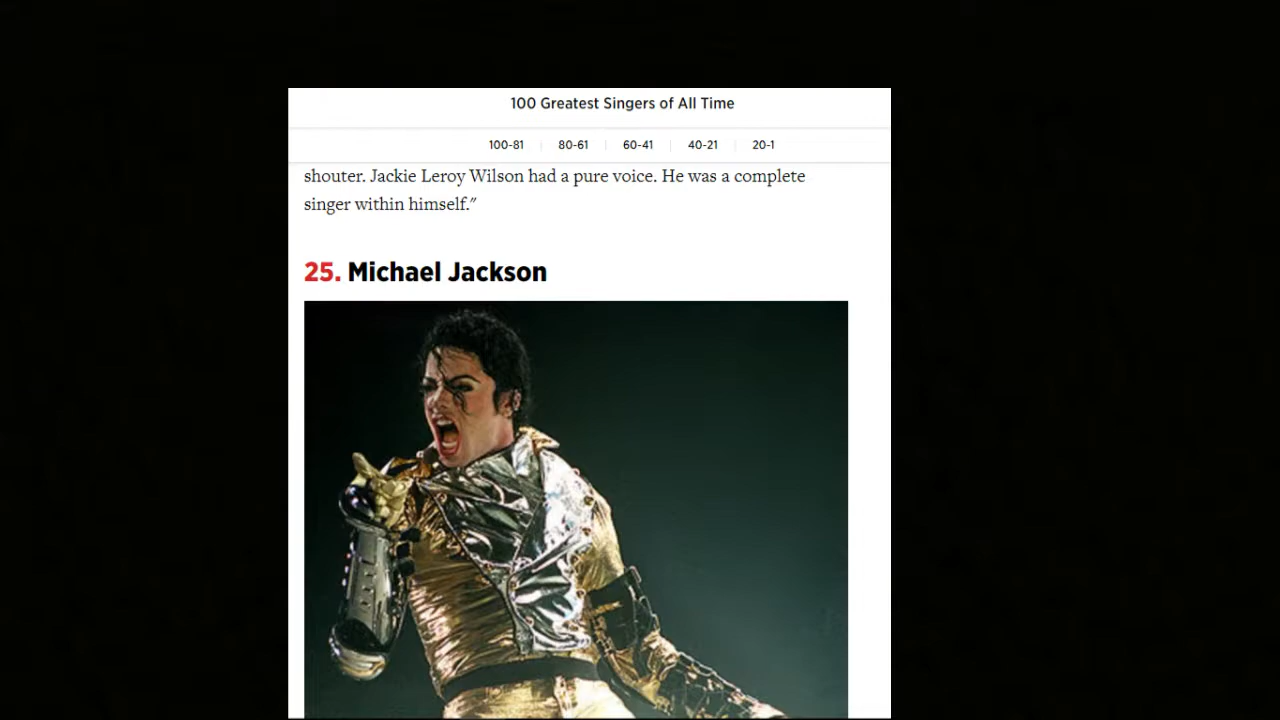 100 Greatest Singers of All Time
100-81 80-61 60-41 40-21 20-1
shouter. Jackie Leroy Wilson had a pure voice. He was a complete
singer within himself.”
25. Michael Jackson